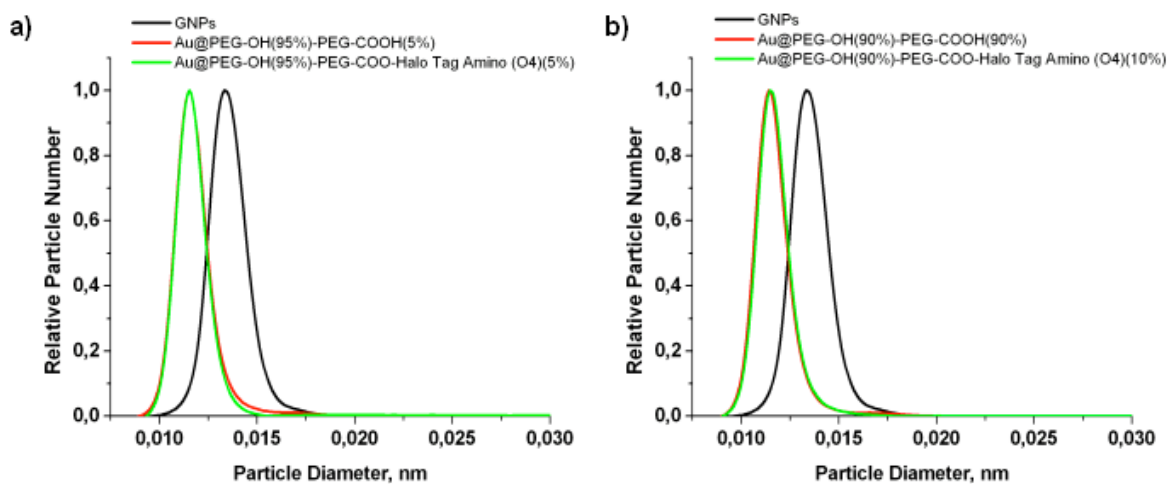 a)
GNPs
Au@PEG-OH(95%)-PEG-COOH(5%)
Au@PEG-OH(95%)-PEG-COO-Halo Tag Amino (O4)(5%)
Relative Particle Number
1,0
0,8
0,6
0,4
0,2
0,0
0,010
0,015
0,020
0,025
0,030
Particle Diameter, nm
b)
GNPs
Au@PEG-OH(90%)-PEG-COOH(90%)
Au@PEG-OH(90%)-PEG-COO-Halo Tag Amino (O4)(10%)
Relative Particle Number
1,0
0,8
0,6
0,4
0,2
0,0
0,010
0,015
0,020
0,025
0,030
Particle Diameter, nm